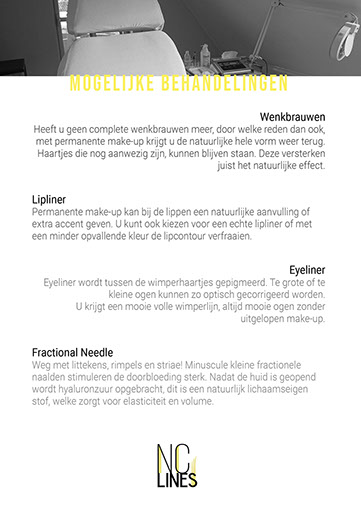 MOGELIJKE BEHANDELINGEN
Wenkbrauwen
Heeft u geen complete wenkbrauwen meer, door welke reden dan ook,
met permanente make-up krijgt u de natuurlijke hele vorm weer terug.
Haartjes die nog aanwezig zijn, kunnen blijven staan. Deze versterken
juist het natuurlijke effect.
Lipliner
Permanente make-up kan bij de lippen een natuurlijke aanvulling of
extra accent geven. U kunt ook kiezen voor een echte lipliner of met
een minder opvallende kleur de lipcontour verfraaien.
Eyeliner
Eyeliner wordt tussen de wimperhaartjes gepigmeerd. Te grote of te
kleine ogen kunnen zo optisch gecorrigeerd worden.
U krijgt een mooie volle wimperlijn, altijd mooie ogen zonder
uitgelopen make-up.
Fractional Needle
Weg met littekens, rimpels en striae! Minuscule kleine fractionele
naalden stimuleren de doorbloeding sterk. Nadat de huid is geopend
wordt hyaluronzuur opgebracht, dit is een natuurlijk lichaamseigen
stof, welke zorgt voor elasticiteit en volume.
NC
LINES